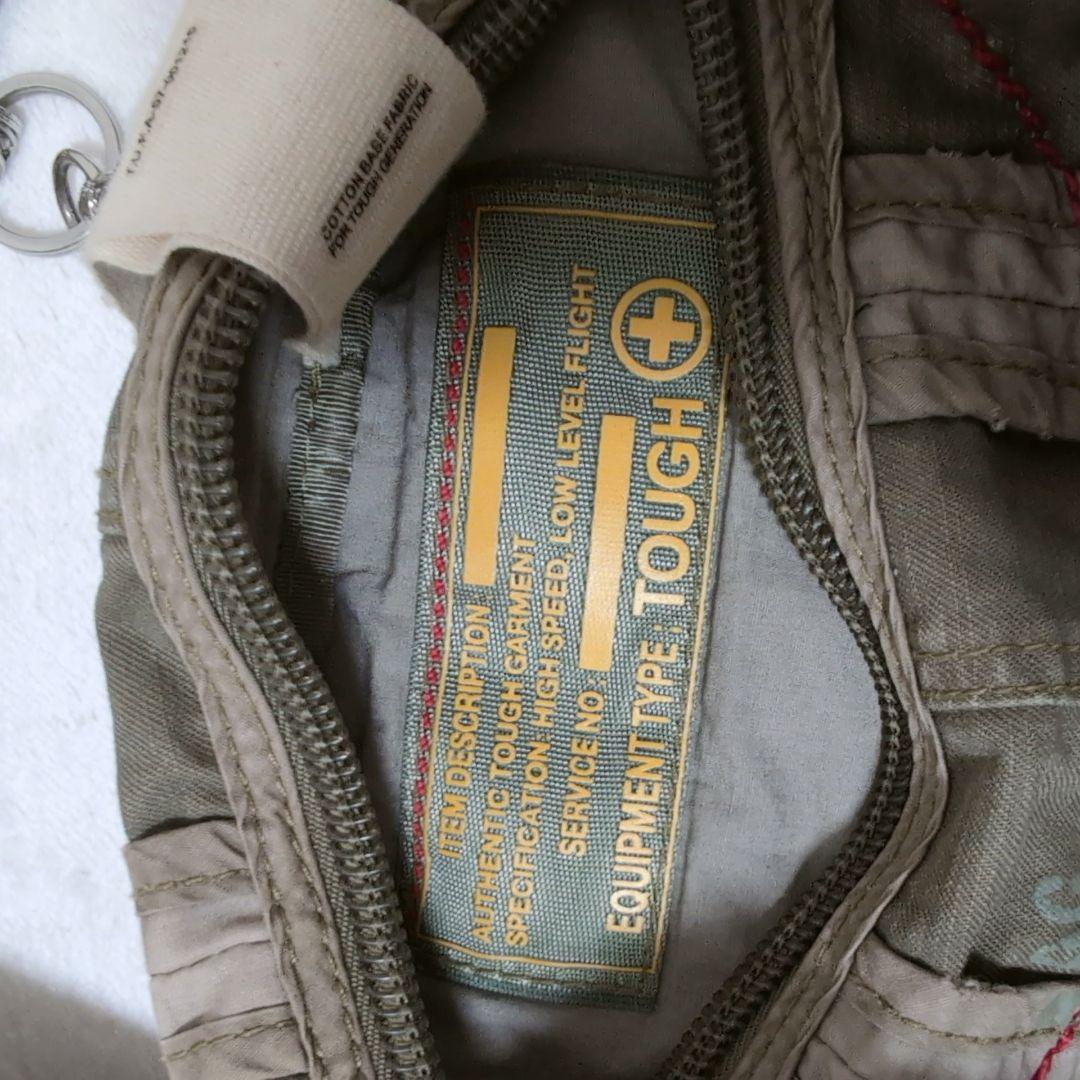 COTTON BASE FABRIC
FOR TOUGH GENERATION
ITEM DESCRIPTION :
AUTHENTIC TOUGH GARMENT
SPECIFICATION: HIGH SPEED, LOW LEVEL FLIGHT
SERVICE NO :
EQUIPMENT TYPE : TOUGH